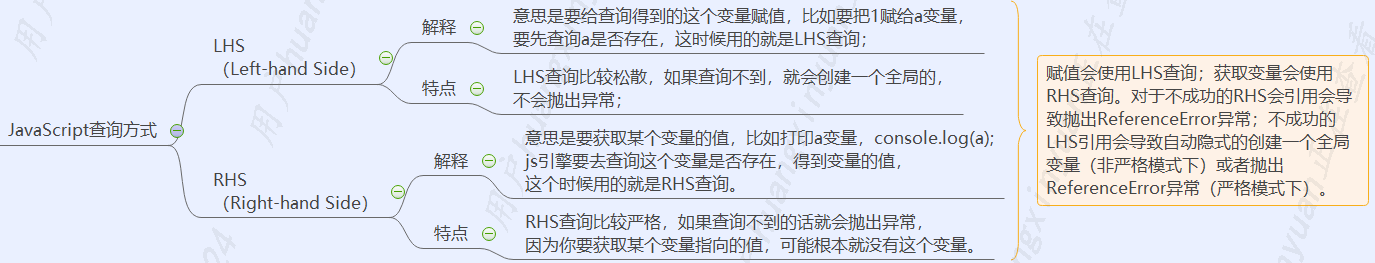 JavaScript查询方式
LHS
（Left-hand Side）
解释
意思是要给查询得到的这个变量赋值，比如要把1赋给a变量，
要先查询a是否存在，这时候用的就是LHS查询；
特点
LHS查询比较松散，如果查询不到，就会创建一个全局的，
不会抛出异常；
RHS
（Right-hand Side）
解释
意思是要获取某个变量的值，比如打印a变量，console.log(a);
js引擎要去查询这个变量是否存在，得到变量的值，
这个时候用的就是RHS查询。
特点
RHS查询比较严格，如果查询不到的话就会抛出异常，
因为你要获取某个变量指向的值，可能根本就没有这个变量。
赋值会使用LHS查询；获取变量会使用
RHS查询。对于不成功的RHS会引用会导
致抛出ReferenceError异常；不成功的
LHS引用会导致自动隐式的创建一个全局
变量（非严格模式下）或者抛出
ReferenceError异常（严格模式下）。